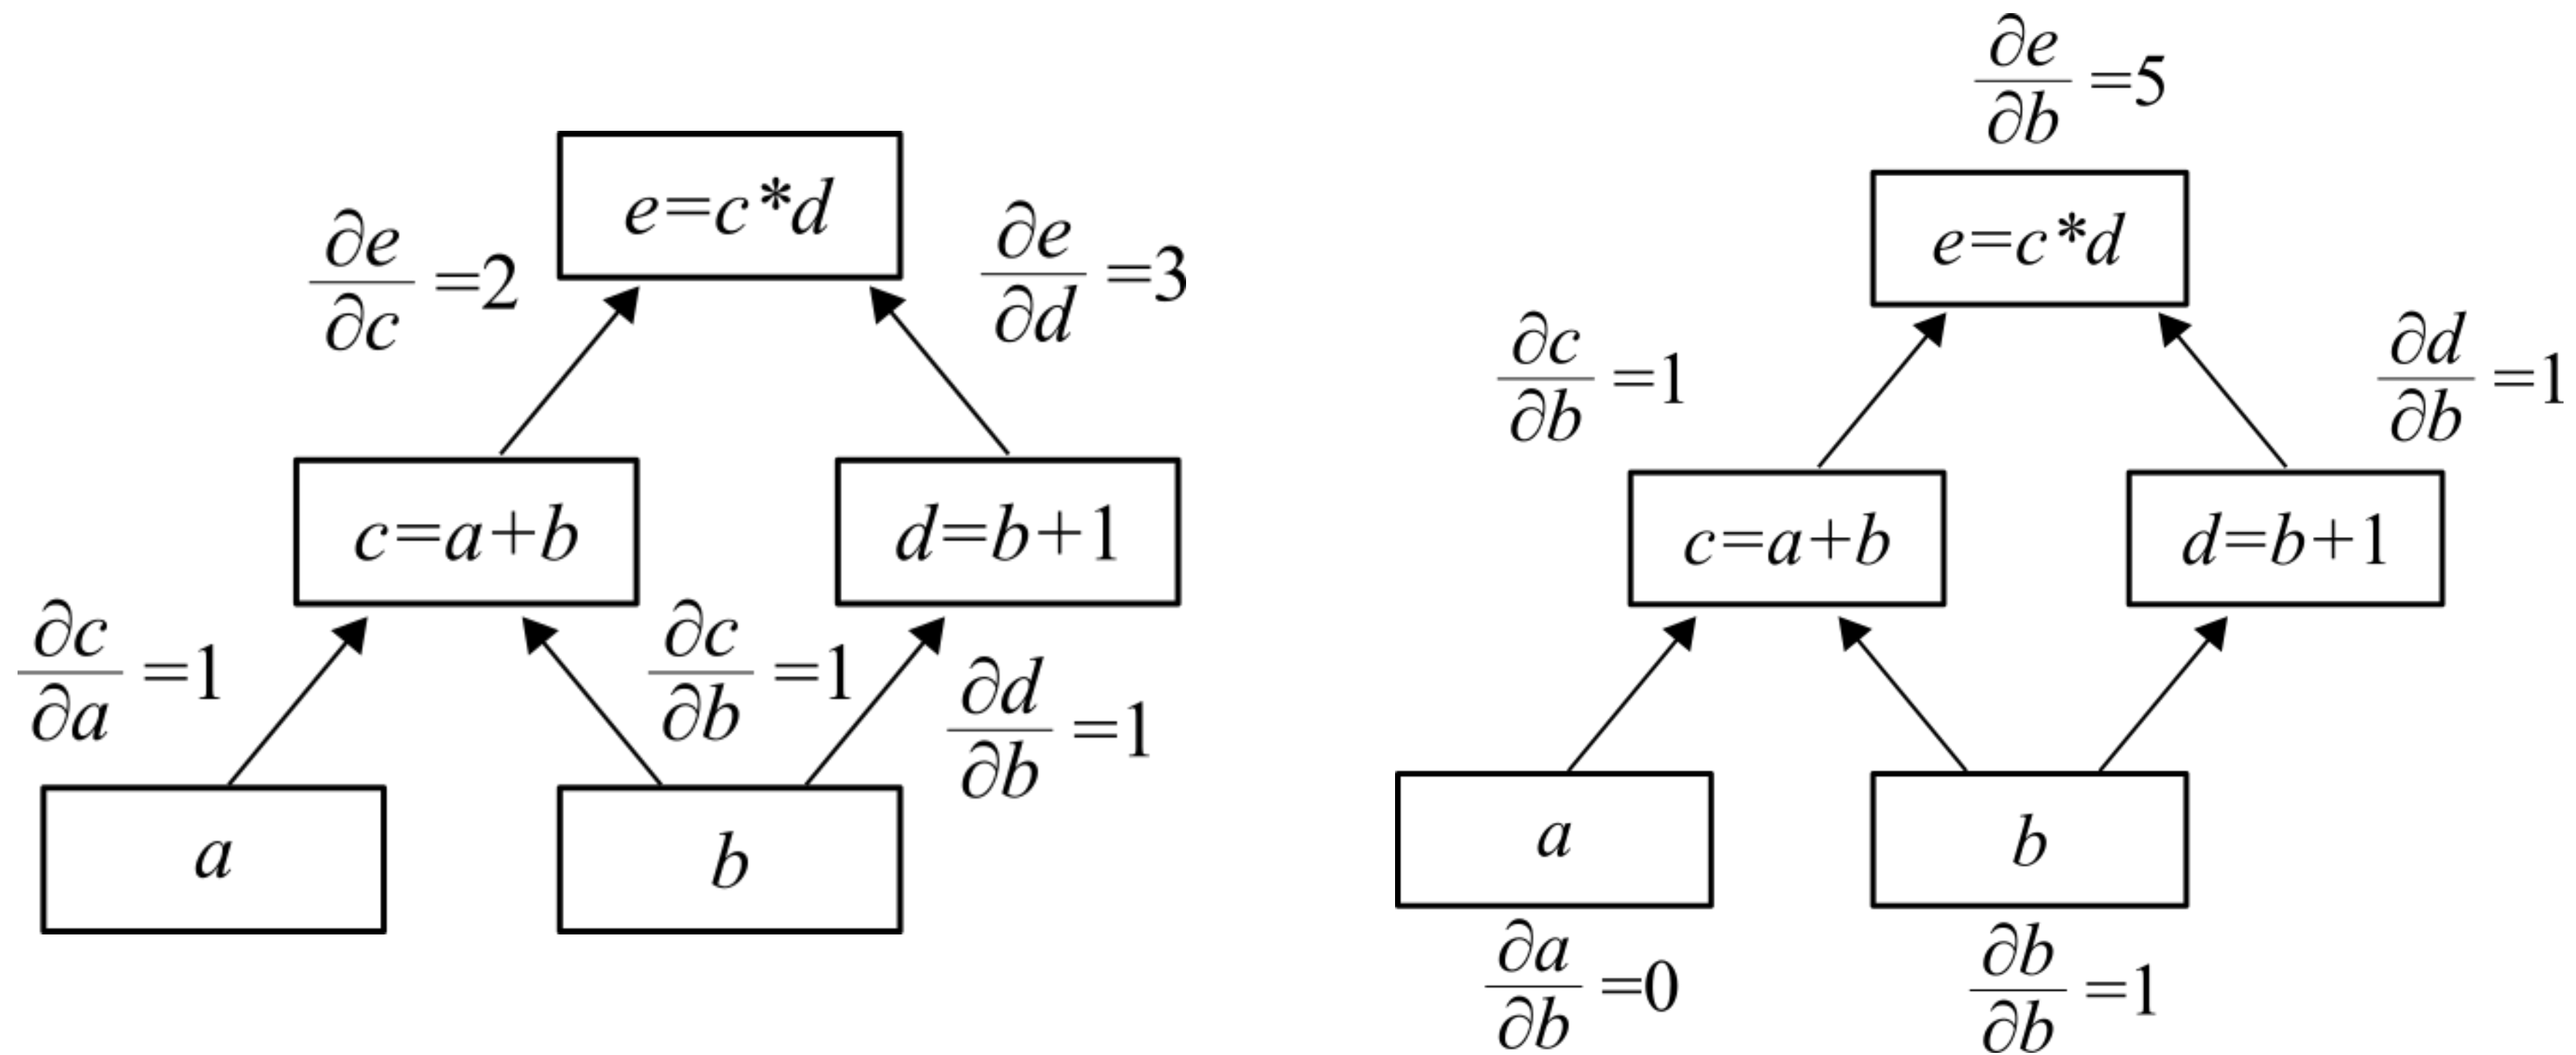 ∂e/∂c =2
e=c*d
∂e/∂d =3
c=a+b
d=b+1
∂c/∂a =1
∂c/∂b =1
∂d/∂b =1
a
b
∂e/∂b =5
e=c*d
∂c/∂b =1
∂d/∂b =1
c=a+b
d=b+1
a
b
∂a/∂b =0
∂b/∂b =1